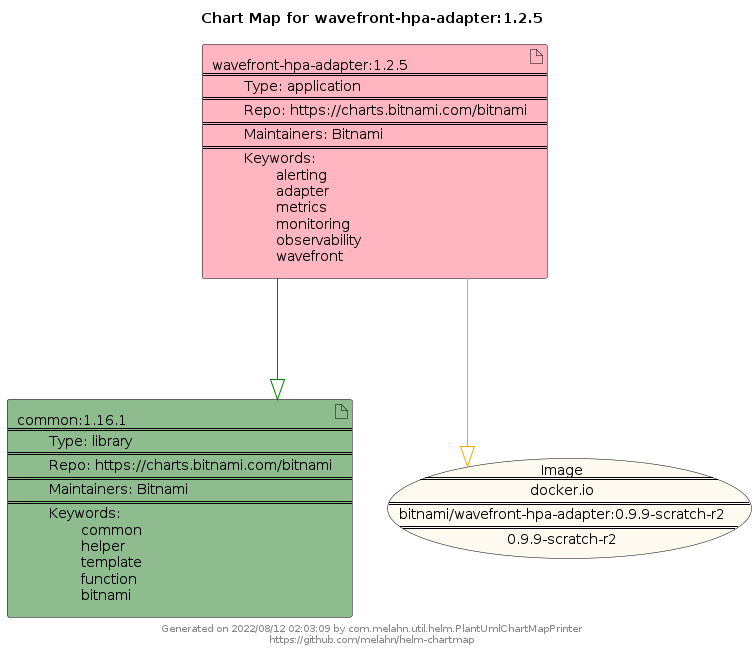 Chart Map for wavefront-hpa-adapter:1.2.5
wavefront-hpa-adapter:1.2.5
Type: application
Repo: https://charts.bitnami.com/bitnami
Maintainers: Bitnami
Keywords:
alerting
adapter
metrics
monitoring
observability
wavefront
common:1.16.1
Type: library
Repo: https://charts.bitnami.com/bitnami
Maintainers: Bitnami
Keywords:
common
helper
template
function
bitnami
Image
docker.io
bitnami/wavefront-hpa-adapter:0.9.9-scratch-r2
0.9.9-scratch-r2
Generated on 2022/08/12 02:03:09 by com.melahn.util.helm.PlantUmlChartMapPrinter
https://github.com/melahn/helm-chartmap